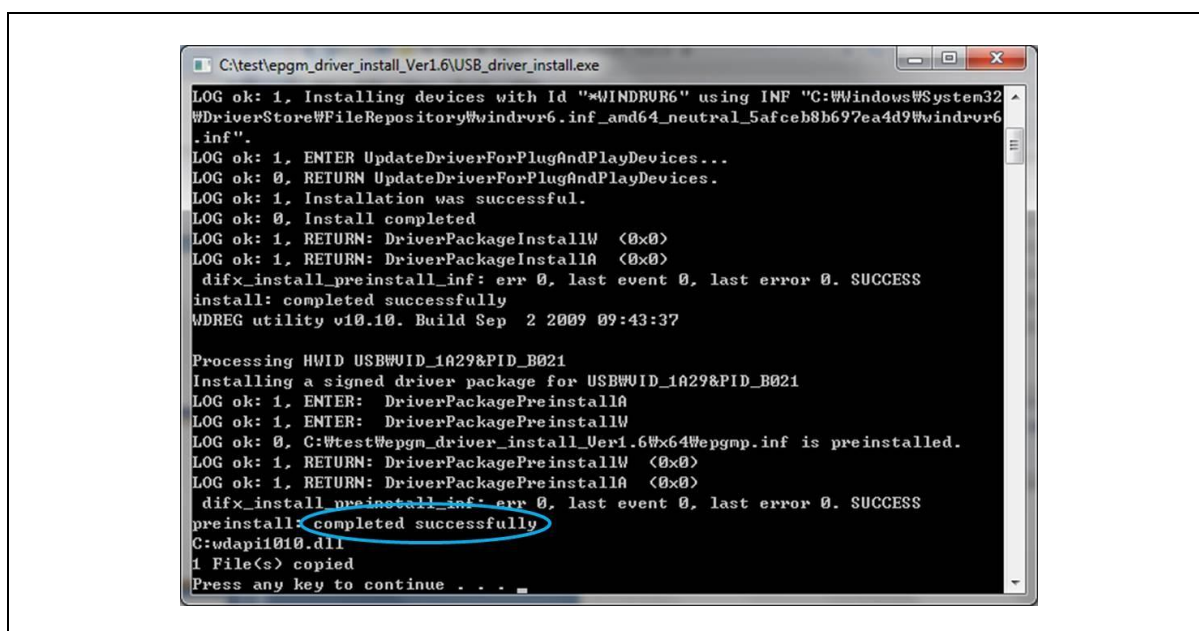 C:\test\epgm_driver_install_Ver1.6\USB_driver_install.exe
LOG ok: 1, Installing devices with Id "*WINDRVR6" using INF "C:₩Windows₩System32
₩DriverStore₩FileRepository₩windrvr6.inf_amd64_neutral_5afceb8b697ea4d9₩windrvr6
.inf".
LOG ok: 1, ENTER UpdateDriverForPlugAndPlayDevices...
LOG ok: 0, RETURN UpdateDriverForPlugAndPlayDevices.
LOG ok: 1, Installation was successful.
LOG ok: 0, Install completed
LOG ok: 1, RETURN: DriverPackageInstallW  (0x0)
LOG ok: 1, RETURN: DriverPackageInstallA  (0x0)
 difx_install_preinstall_inf: err 0, last event 0, last error 0. SUCCESS
install: completed successfully
WDREG utility v10.10. Build Sep  2 2009 09:43:37
Processing HWID USB₩VID_1A29&PID_B021
Installing a signed driver package for USB₩VID_1A29&PID_B021
LOG ok: 1, ENTER:  DriverPackagePreinstallA
LOG ok: 1, ENTER:  DriverPackagePreinstallW
LOG ok: 0, C:₩test₩epgm_driver_install_Ver1.6₩x64₩epgmp.inf is preinstalled.
LOG ok: 1, RETURN: DriverPackagePreinstallW  (0x0)
LOG ok: 1, RETURN: DriverPackagePreinstallA  (0x0)
 difx_install_preinstall_inf: err 0, last event 0, last error 0. SUCCESS
preinstall: completed successfully
C:wdapi1010.dll
1 File(s) copied
Press any key to continue . . .